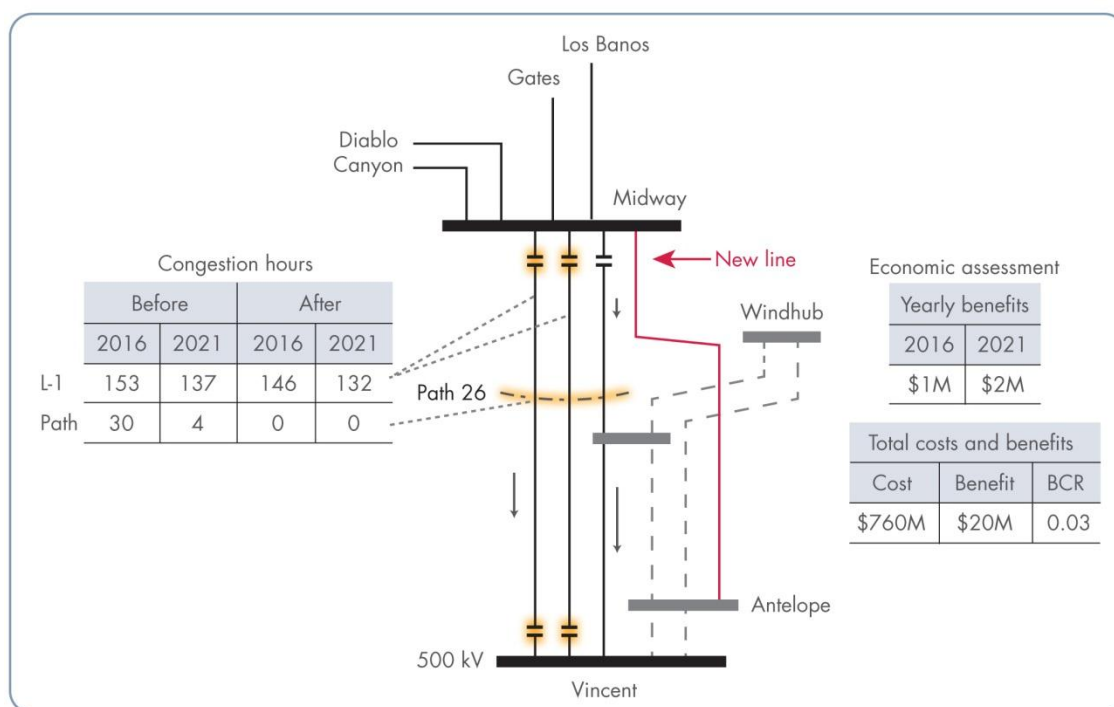 Los Banos
Gates
Diablo
Canyon
Midway
New line
Congestion hours
Before After
2016 2021 2016 2021
L-1 153 137 146 132
Path 30 4 0 0
Path 26
Windhub
Economic assessment
Yearly benefits
2016 2021
$1M $2M
Total costs and benefits
Cost Benefit BCR
$760M $20M 0.03
Antelope
500 kV
Vincent